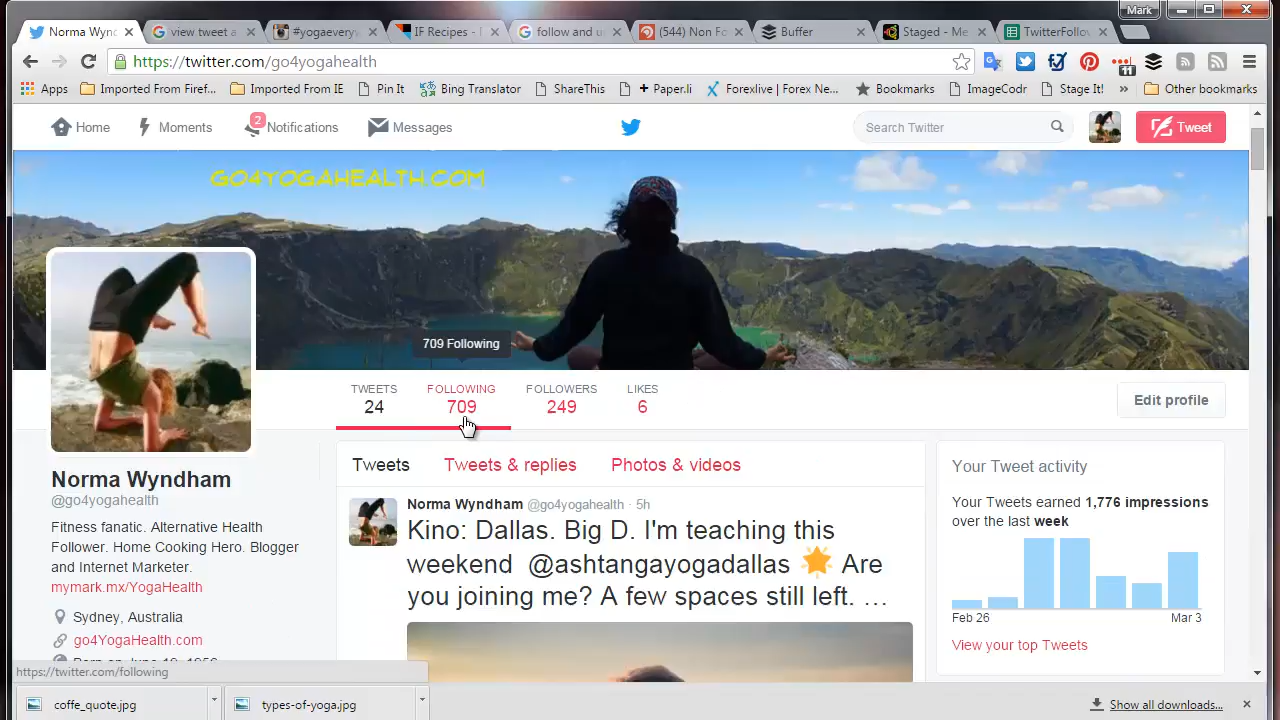 Mark
Norma Wynd
view tweet a
#yogaeveryw
IF Recipes -
follow and u
(544) Non Fo
Buffer
Staged - Me
TwitterFollow
https://twitter.com/go4yogahealth
11
Apps
Imported From Firef...
Imported From IE
Pin It
Bing Translator
ShareThis
+ Paper.li
Forexlive | Forex Ne...
Bookmarks
ImageCodr
Stage It!
»
Other bookmarks
Home
Moments
2
Notifications
Messages
Search Twitter
Tweet
GO4YOGAHEALTH.COM
709 Following
TWEETS
24
FOLLOWING
709
FOLLOWERS
249
LIKES
6
Edit profile
Norma Wyndham
@go4yogahealth
Fitness fanatic. Alternative Health
Follower. Home Cooking Hero. Blogger
and Internet Marketer.
mymark.mx/YogaHealth
Sydney, Australia
go4YogaHealth.com
Tweets
Tweets & replies
Photos & videos
Norma Wyndham @go4yogahealth · 5h
Kino: Dallas. Big D. I'm teaching this
weekend @ashtangayogadallas 🌟 Are
you joining me? A few spaces still left. …
Your Tweet activity
Your Tweets earned 1,776 impressions
over the last week
Feb 26
Mar 3
View your top Tweets
https://twitter.com/following
coffe_quote.jpg
types-of-yoga.jpg
Show all downloads...